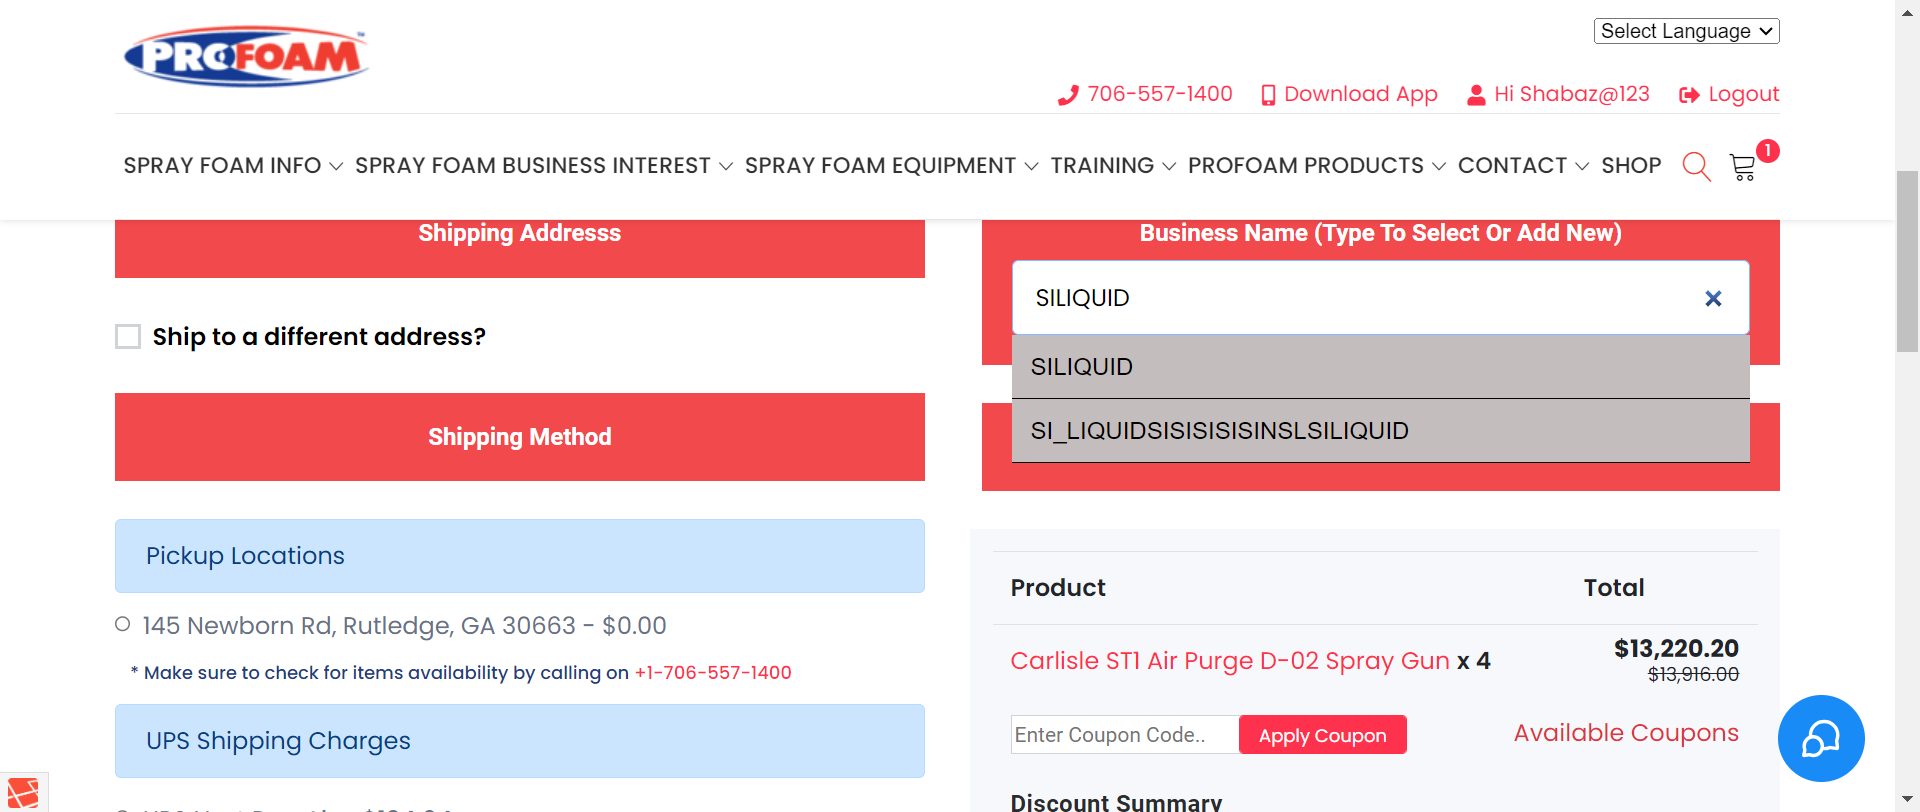 PROFOAM™
Select Language
706-557-1400
Download App
Hi Shabaz@123
Logout
SPRAY FOAM INFO
SPRAY FOAM BUSINESS INTEREST
SPRAY FOAM EQUIPMENT
TRAINING
PROFOAM PRODUCTS
CONTACT
SHOP
1
Shipping Addresss
Ship to a different address?
Shipping Method
Pickup Locations
145 Newborn Rd, Rutledge, GA 30663 - $0.00
* Make sure to check for items availability by calling on +1-706-557-1400
UPS Shipping Charges
Business Name (Type To Select Or Add New)
SILIQUID
SILIQUID
SI_LIQUIDSISISISISINSLSILIQUID
Product Total
Carlisle ST1 Air Purge D-02 Spray Gun x 4 $13,220.20
$13,916.00
Enter Coupon Code..
Apply Coupon
Available Coupons
Discount Summary